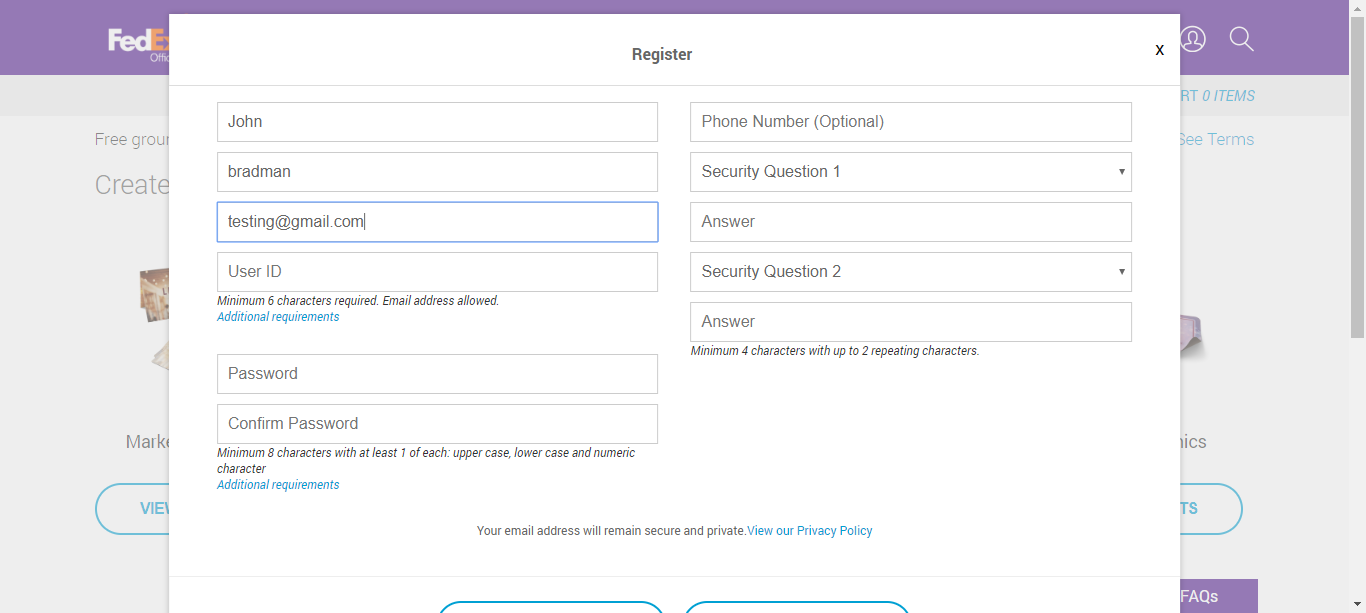 FedEx
Register
X
RT 0 ITEMS
Free
See Terms
Create
John
bradman
testing@gmail.com
User ID
Minimum 6 characters required. Email address allowed.
Additional requirements
Password
Confirm Password
Minimum 8 characters with at least 1 of each: upper case, lower case and numeric
character
Additional requirements
Phone Number (Optional)
Security Question 1
Answer
Security Question 2
Answer
Minimum 4 characters with up to 2 repeating characters.
Marke
nics
VIE
TS
Your email address will remain secure and private.View our Privacy Policy
FAQs